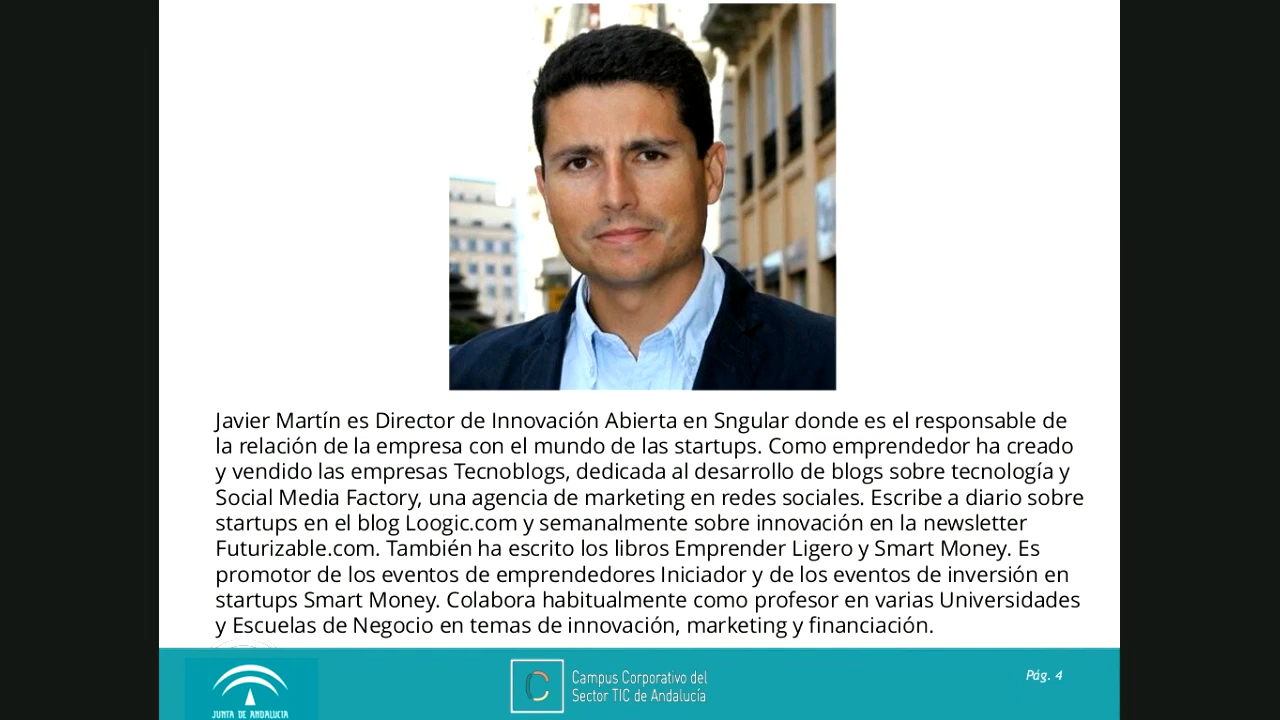 Javier Martín es Director de Innovación Abierta en Sngular donde es el responsable de
la relación de la empresa con el mundo de las startups. Como emprendedor ha creado
y vendido las empresas Tecnoblogs, dedicada al desarrollo de blogs sobre tecnología y
Social Media Factory, una agencia de marketing en redes sociales. Escribe a diario sobre
startups en el blog Loogic.com y semanalmente sobre innovación en la newsletter
Futurizable.com. También ha escrito los libros Emprender Ligero y Smart Money. Es
promotor de los eventos de emprendedores Iniciador y de los eventos de inversión en
startups Smart Money. Colabora habitualmente como profesor en varias Universidades
y Escuelas de Negocio en temas de innovación, marketing y financiación.
JUNTA DE ANDALUCIA
Campus Corporativo del
Sector TIC de Andalucía
Pág. 4